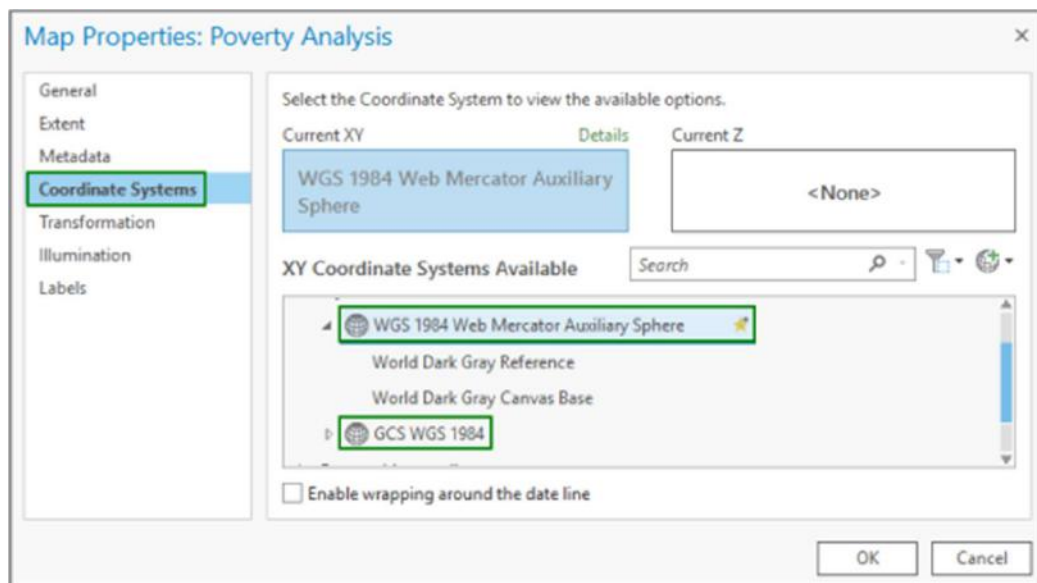 Map Properties: Poverty Analysis
General
Extent
Metadata
Coordinate Systems
Transformation
Illumination
Labels
Select the Coordinate System to view the available options.
Current XY Details Current Z
WGS 1984 Web Mercator Auxiliary
Sphere
<None>
XY Coordinate Systems Available Search
WGS 1984 Web Mercator Auxiliary Sphere
World Dark Gray Reference
World Dark Gray Canvas Base
GCS WGS 1984
Enable wrapping around the date line
OK Cancel